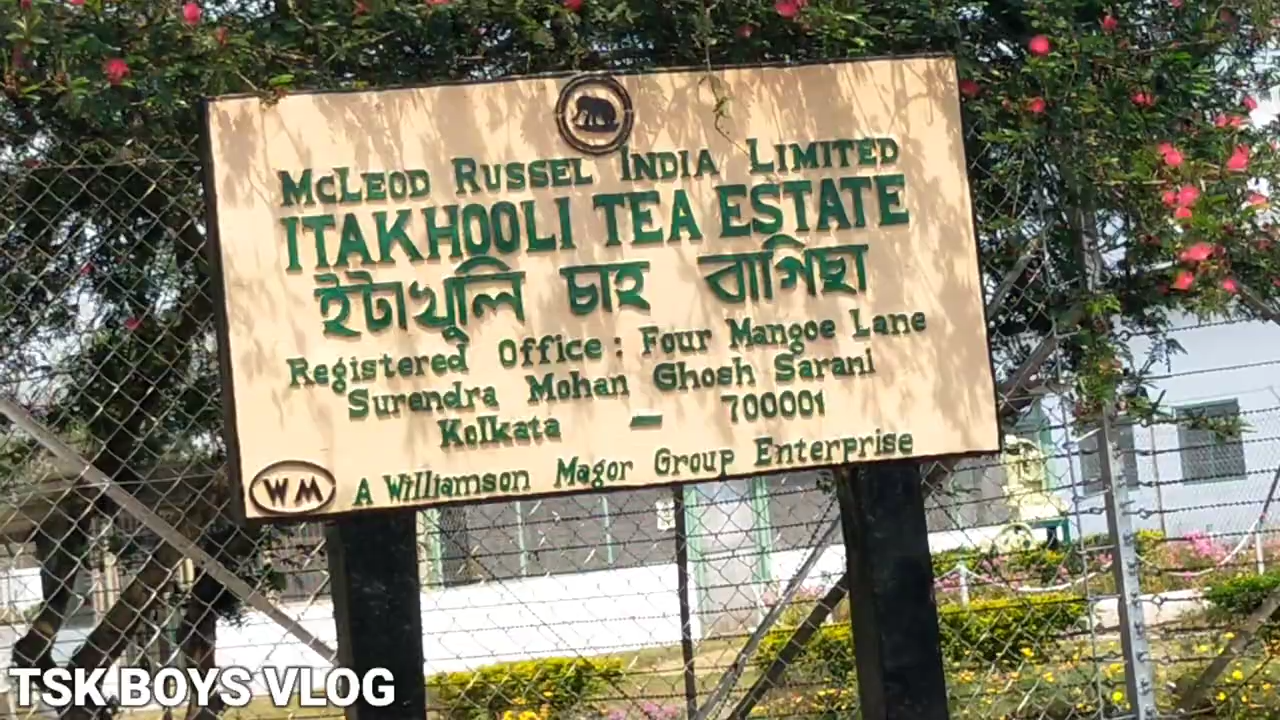 McLeod Russel India Limited
ITAKHOOLI TEA ESTATE
ইটাখুলি চাহ বাগিছা
Registered Office : Four Mangoe Lane
Surendra Mohan Ghosh Sarani
Kolkata – 700001
WM A Williamson Magor Group Enterprise
TSK BOYS VLOG